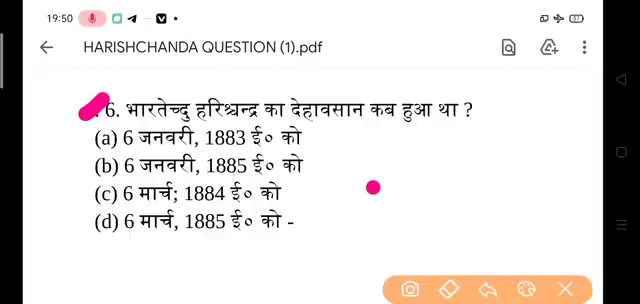 19:50
57
HARISHCHANDA QUESTION (1).pdf
6. भारतेच्दु हरिश्चन्द्र का देहावसान कब हुआ था ?
(a) 6 जनवरी, 1883 ई० को
(b) 6 जनवरी, 1885 ई० को
(c) 6 मार्च; 1884 ई० को
(d) 6 मार्च, 1885 ई० को -